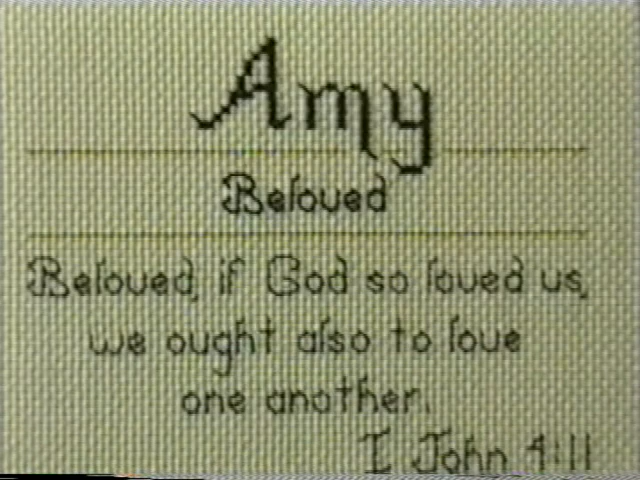 Amy
Beloved
Beloved, if God so loved us,
we ought also to love
one another.
I John 4:11